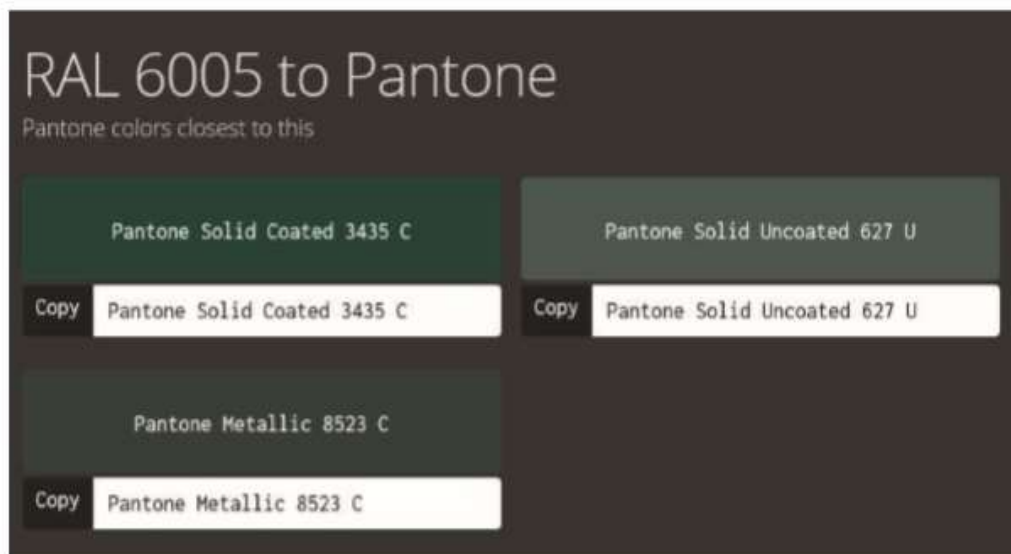 RAL 6005 to Pantone
Pantone colors closest to this
Pantone Solid Coated 3435 C
Copy Pantone Solid Coated 3435 C
Pantone Solid Uncoated 627 U
Copy Pantone Solid Uncoated 627 U
Pantone Metallic 8523 C
Copy Pantone Metallic 8523 C